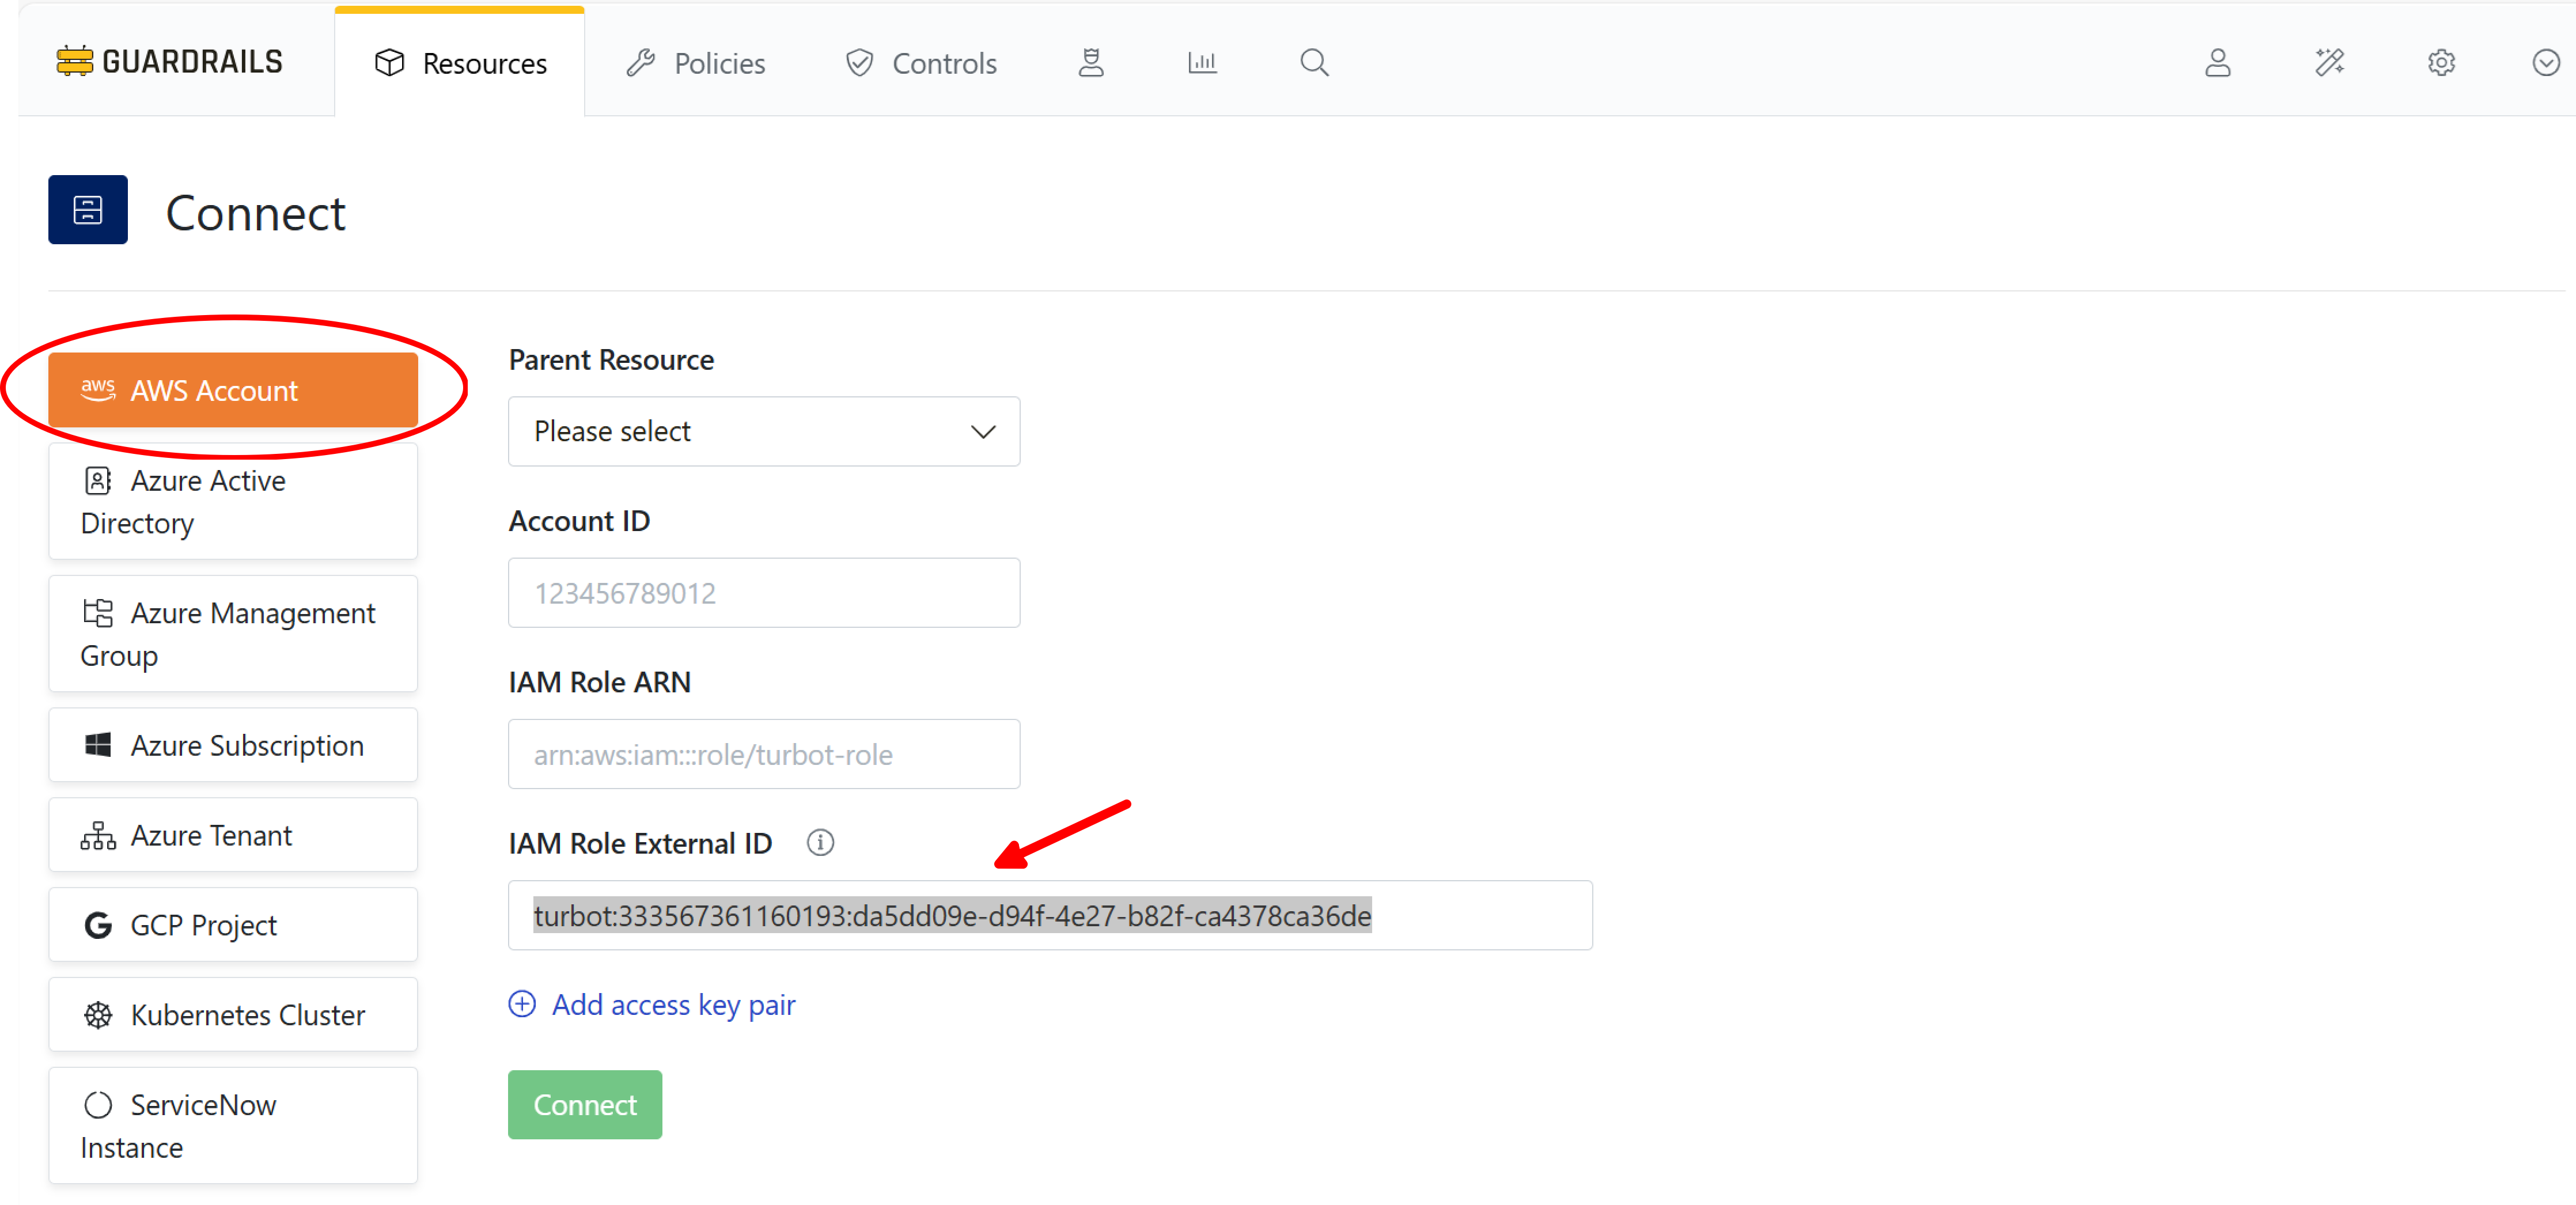 GUARDRAILS
Resources
Policies
Controls
Connect
aws AWS Account
Azure Active
Directory
Azure Management
Group
Azure Subscription
Azure Tenant
GCP Project
Kubernetes Cluster
ServiceNow
Instance
Parent Resource
Please select
Account ID
123456789012
IAM Role ARN
arn:aws:iam:::role/turbot-role
IAM Role External ID
turbot:333567361160193:da5dd09e-d94f-4e27-b82f-ca4378ca36de
Add access key pair
Connect